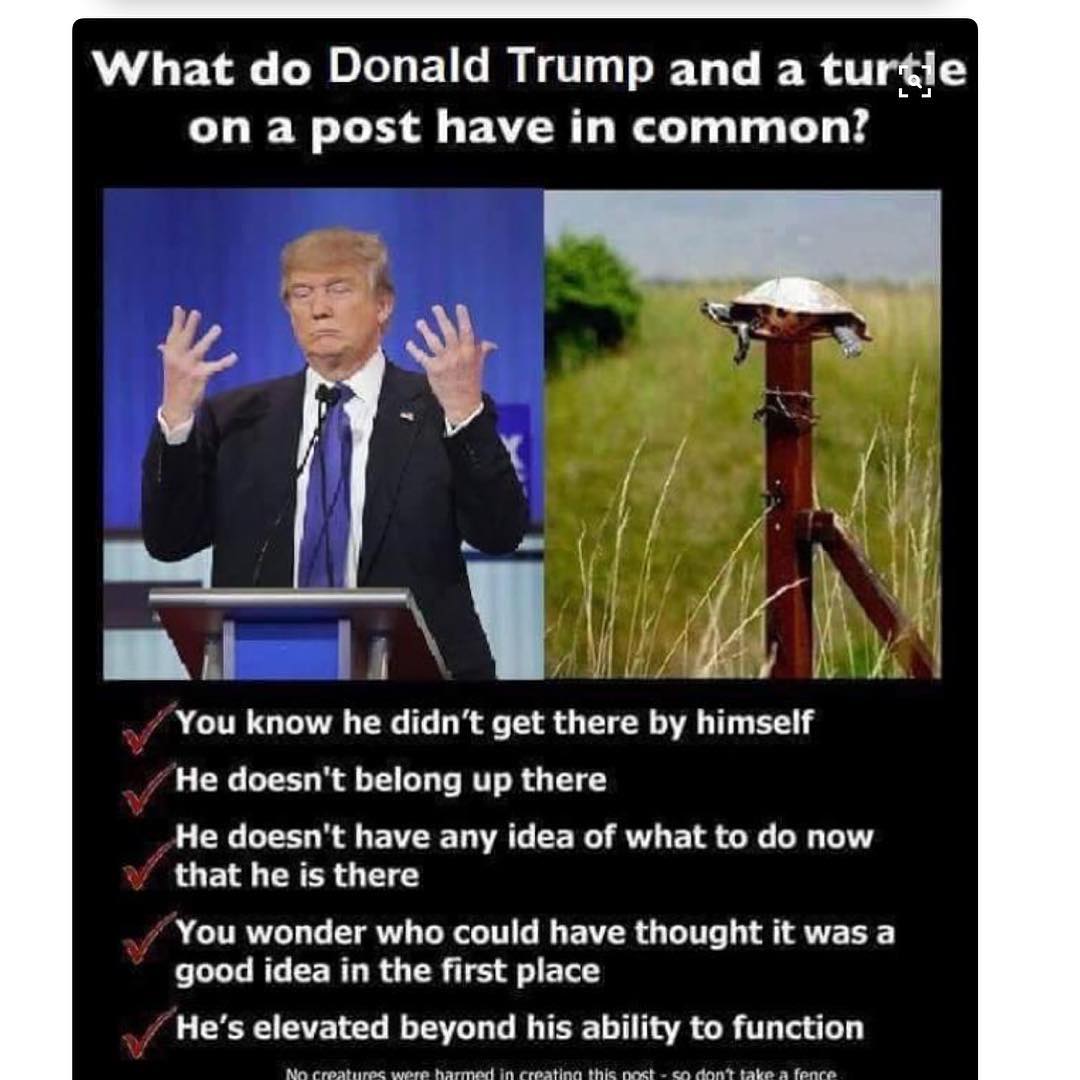 What do Donald Trump and a turtle
on a post have in common?
You know he didn’t get there by himself
He doesn't belong up there
He doesn't have any idea of what to do now
that he is there
You wonder who could have thought it was a
good idea in the first place
He’s elevated beyond his ability to function
No creatures were harmed in creating this post - so don't take a fence